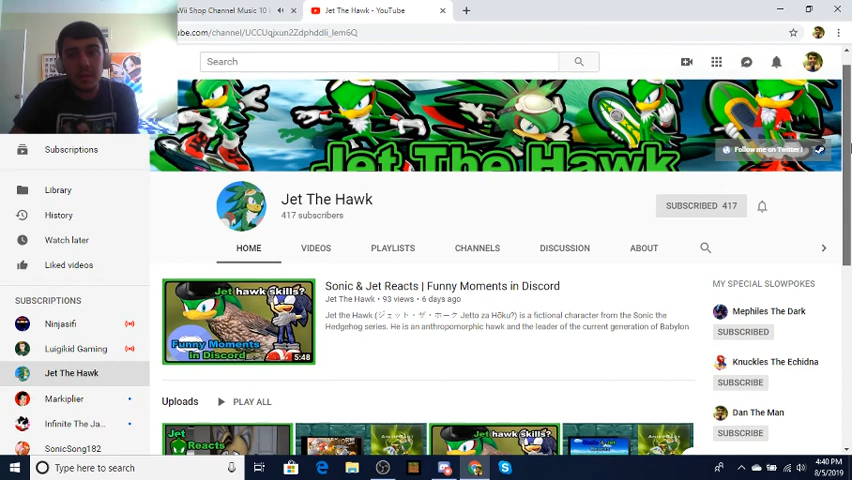 Wii Shop Channel Music 10
Jet The Hawk - YouTube
ube.com/channel/UCCUqjxun2Zdphddli_lem6Q
Search
Jet The Hawk
Follow me on Twitter!
Subscriptions
Library
History
Watch later
Liked videos
SUBSCRIPTIONS
Ninjasifi
Luigikid Gaming
Jet The Hawk
Markiplier
Infinite The Ja...
SonicSong182
Jet The Hawk
417 subscribers
SUBSCRIBED 417
HOME
VIDEOS
PLAYLISTS
CHANNELS
DISCUSSION
ABOUT
Jet hawk skills?
Funny Moments
in Discord
5:48
Sonic & Jet Reacts | Funny Moments in Discord
Jet The Hawk • 93 views • 6 days ago
Jet the Hawk (ジェット・ザ・ホーク Jetto za Hōku?) is a fictional character from the Sonic the
Hedgehog series. He is an anthropomorphic hawk and the leader of the current generation of Babylon
MY SPECIAL SLOWPOKES
Mephiles The Dark
SUBSCRIBED
Knuckles The Echidna
SUBSCRIBE
Dan The Man
SUBSCRIBE
Uploads
PLAY ALL
Jet
Reacts
Jet hawk skills?
Type here to search
4:40 PM
8/5/2019